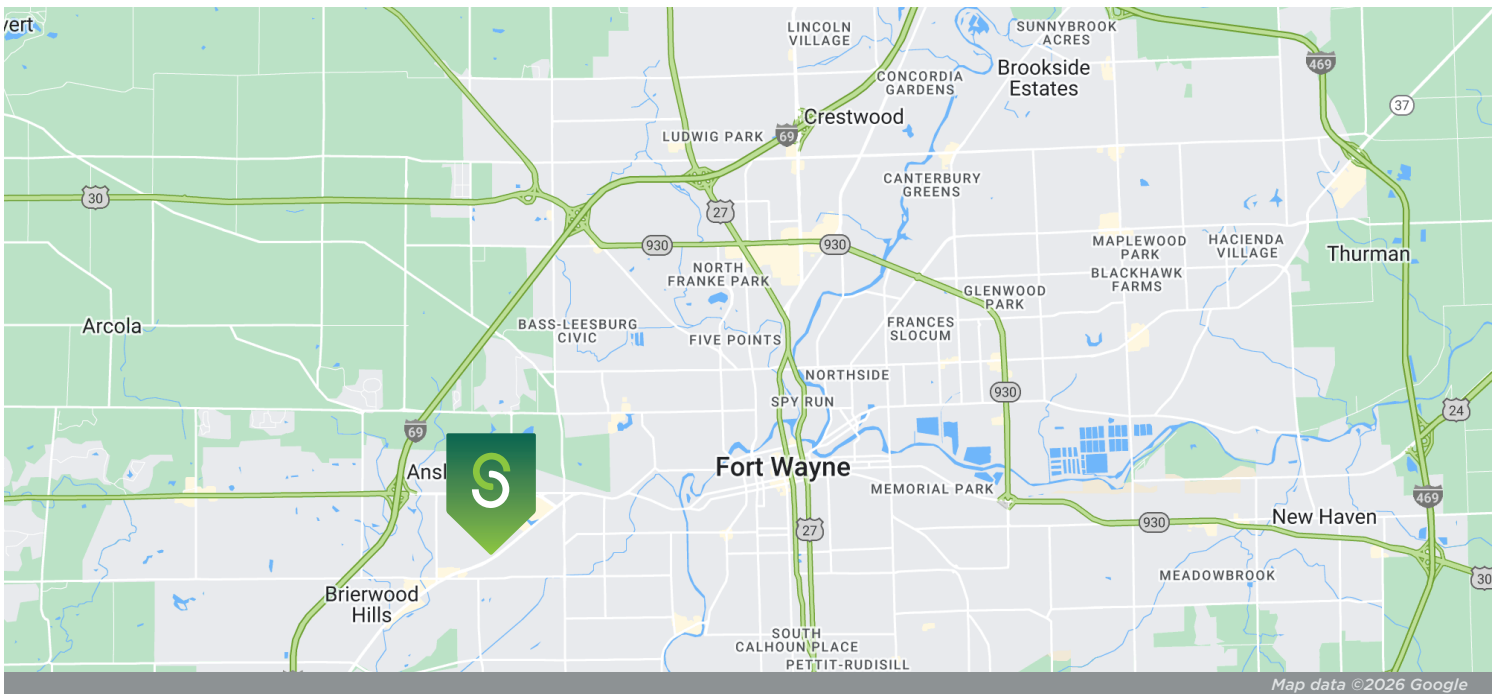 vert
LINCOLN
VILLAGE
SUNNYBROOK
ACRES
469
Brookside
Estates
CONCORDIA
GARDENS
37
Crestwood
LUDWIG PARK
69
CANTERBURY
GREENS
30
27
930
930
MAPLEWOOD
PARK
HACIENDA
VILLAGE
Thurman
NORTH
FRANKE PARK
BLACKHAWK
FARMS
GLENWOOD
PARK
Arcola
BASS-LEESBURG
CIVIC
FIVE POINTS
FRANCES
SLOCUM
NORTHSIDE
930
SPY RUN
24
69
Ansl
S
Fort Wayne
MEMORIAL PARK
469
New Haven
930
27
MEADOWBROOK
30
Brierwood
Hills
SOUTH
CALHOUN PLACE
PETTIT-RUDISILL
Map data ©2026 Google